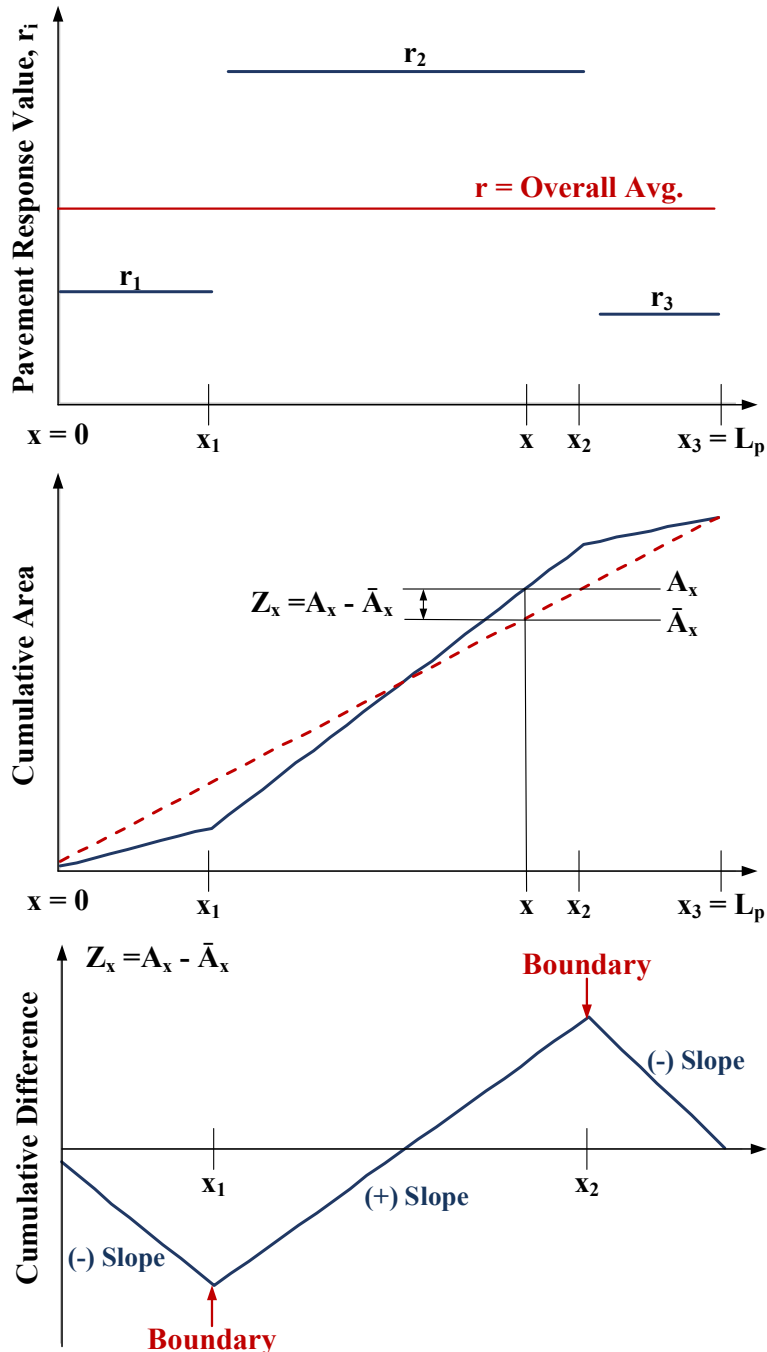 Pavement Response Value, rᵢ
r₂
r = Overall Avg.
r₁
r₃
x = 0
x₁
x
x₂
x₃ = Lₚ
Cumulative Area
Zₓ =Aₓ - Āₓ
Aₓ
Āₓ
x = 0
x₁
x
x₂
x₃ = Lₚ
Cumulative Difference
Zₓ =Aₓ - Āₓ
Boundary
(-) Slope
x₁
x₂
(+) Slope
(-) Slope
Boundary